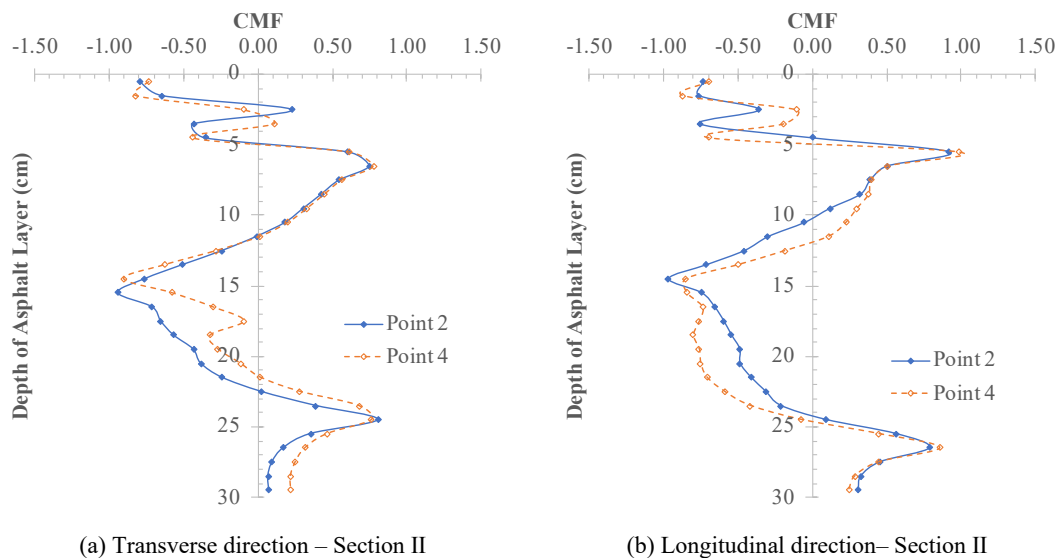 CMF
-1.50 -1.00 -0.50 0.00 0.50 1.00 1.50
0
5
10
15
20
25
30
Depth of Asphalt Layer (cm)
Point 2
Point 4
(a) Transverse direction – Section II
CMF
-1.50 -1.00 -0.50 0.00 0.50 1.00 1.50
0
5
10
15
20
25
30
Depth of Asphalt Layer (cm)
Point 2
Point 4
(b) Longitudinal direction– Section II